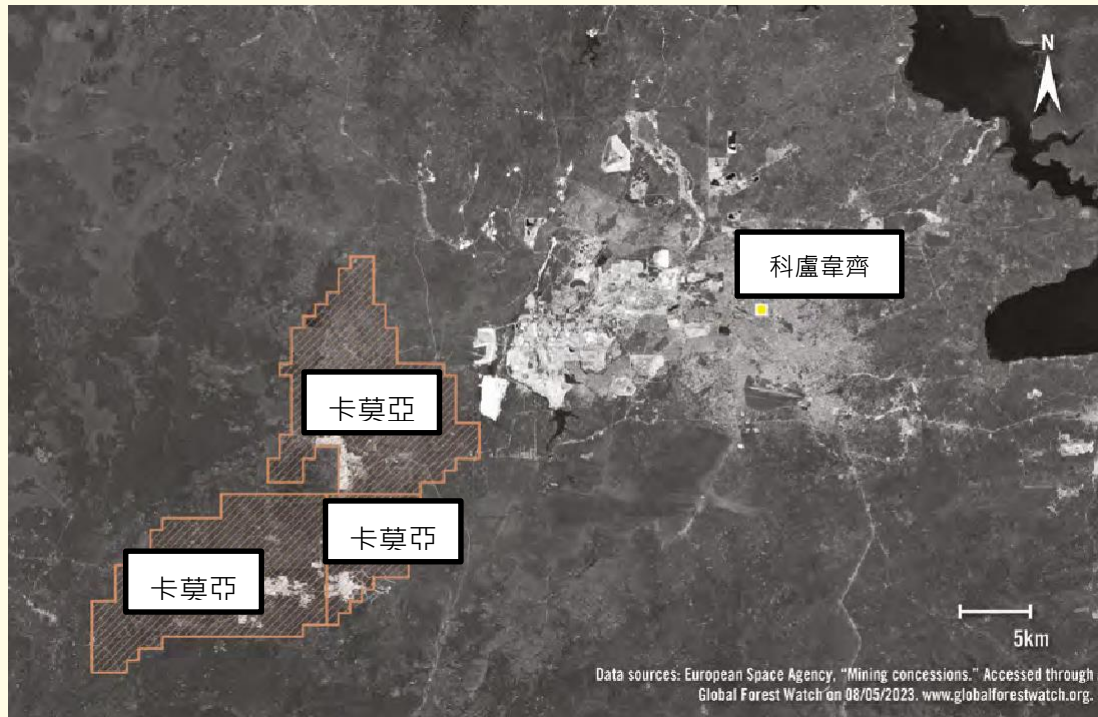 N
科盧韋齊
卡莫亞
卡莫亞
卡莫亞
5km
Data sources: European Space Agency, “Mining concessions.” Accessed through
Global Forest Watch on 08/05/2023. www.globalforestwatch.org.